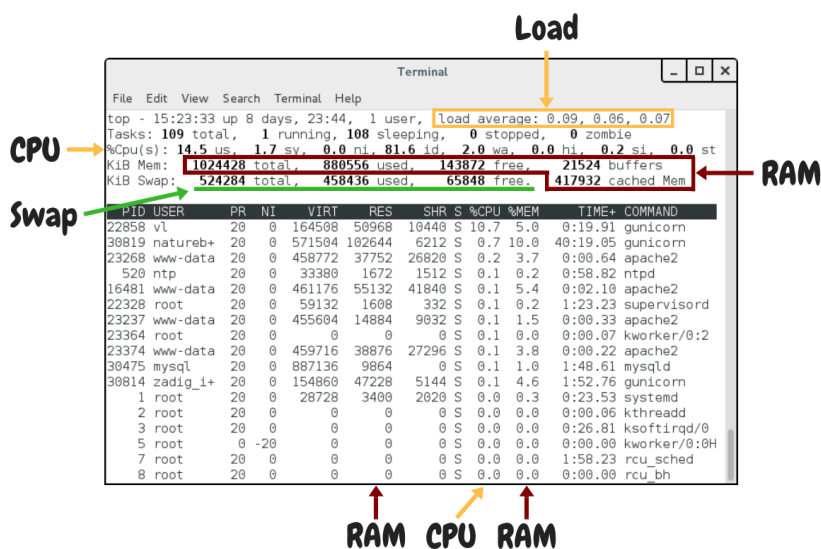 Load
Terminal
File Edit View Search Terminal Help
top - 15:23:33 up 8 days, 23:44, 1 user, load average: 0.09, 0.06, 0.07
Tasks: 109 total, 1 running, 108 sleeping, 0 stopped, 0 zombie
CPU
%Cpu(s): 14.5 us, 1.7 sy, 0.0 ni, 81.6 id, 2.0 wa, 0.0 hi, 0.2 si, 0.0 st
KiB Mem: 1024428 total, 880556 used, 143872 free, 21524 buffers
RAM
KiB Swap: 524284 total, 458436 used, 65848 free. 417932 cached Mem
Swap
PID USER PR NI VIRT RES SHR S %CPU %MEM TIME+ COMMAND
22858 vl 20 0 164508 50968 10440 S 10.7 5.0 0:19.91 gunicorn
30819 natureb+ 20 0 571504 102644 6212 S 0.7 10.0 40:19.05 gunicorn
23268 www-data 20 0 458772 37752 26820 S 0.2 3.7 0:00.64 apache2
520 ntp 20 0 33380 1672 1512 S 0.1 0.2 0:58.82 ntpd
16481 www-data 20 0 461176 55132 41840 S 0.1 5.4 0:02.10 apache2
22328 root 20 0 59132 1608 332 S 0.1 0.2 1:23.23 supervisord
23237 www-data 20 0 455604 14884 9032 S 0.1 1.5 0:00.33 apache2
23364 root 20 0 0 0 0 S 0.1 0.0 0:00.07 kworker/0:2
23374 www-data 20 0 459716 38876 27296 S 0.1 3.8 0:00.22 apache2
30475 mysql 20 0 887136 9864 0 S 0.1 1.0 1:48.61 mysqld
30814 zadig_i+ 20 0 154860 47228 5144 S 0.1 4.6 1:52.76 gunicorn
1 root 20 0 28728 3400 2020 S 0.0 0.3 0:23.53 systemd
2 root 20 0 0 0 0 S 0.0 0.0 0:00.06 kthreadd
3 root 20 0 0 0 0 S 0.0 0.0 0:26.81 ksoftirqd/0
5 root 0 -20 0 0 0 S 0.0 0.0 0:00.00 kworker/0:0H
7 root 20 0 0 0 0 S 0.0 0.0 1:58.23 rcu_sched
8 root 20 0 0 0 0 S 0.0 0.0 0:00.00 rcu_bh
RAM CPU RAM